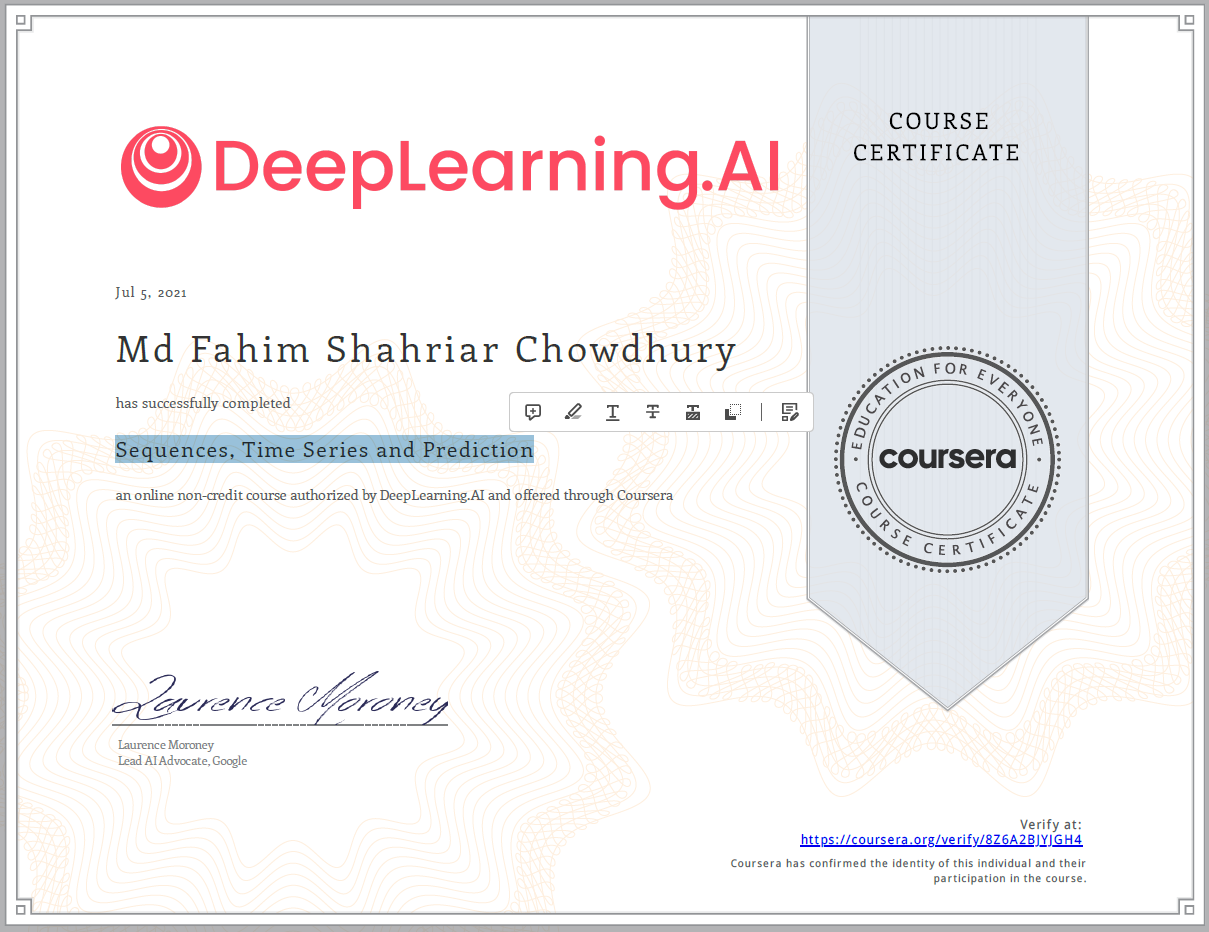 DeepLearning.AI
COURSE
CERTIFICATE
Jul 5, 2021
Md Fahim Shahriar Chowdhury
has successfully completed
Sequences, Time Series and Prediction
an online non-credit course authorized by DeepLearning.AI and offered through Coursera
EDUCATION FOR EVERYONE
coursera
COURSE CERTIFICATE
Laurence Moroney
Laurence Moroney
Lead AI Advocate, Google
Verify at:
https://coursera.org/verify/8Z6A2BJYJGH4
Coursera has confirmed the identity of this individual and their
participation in the course.